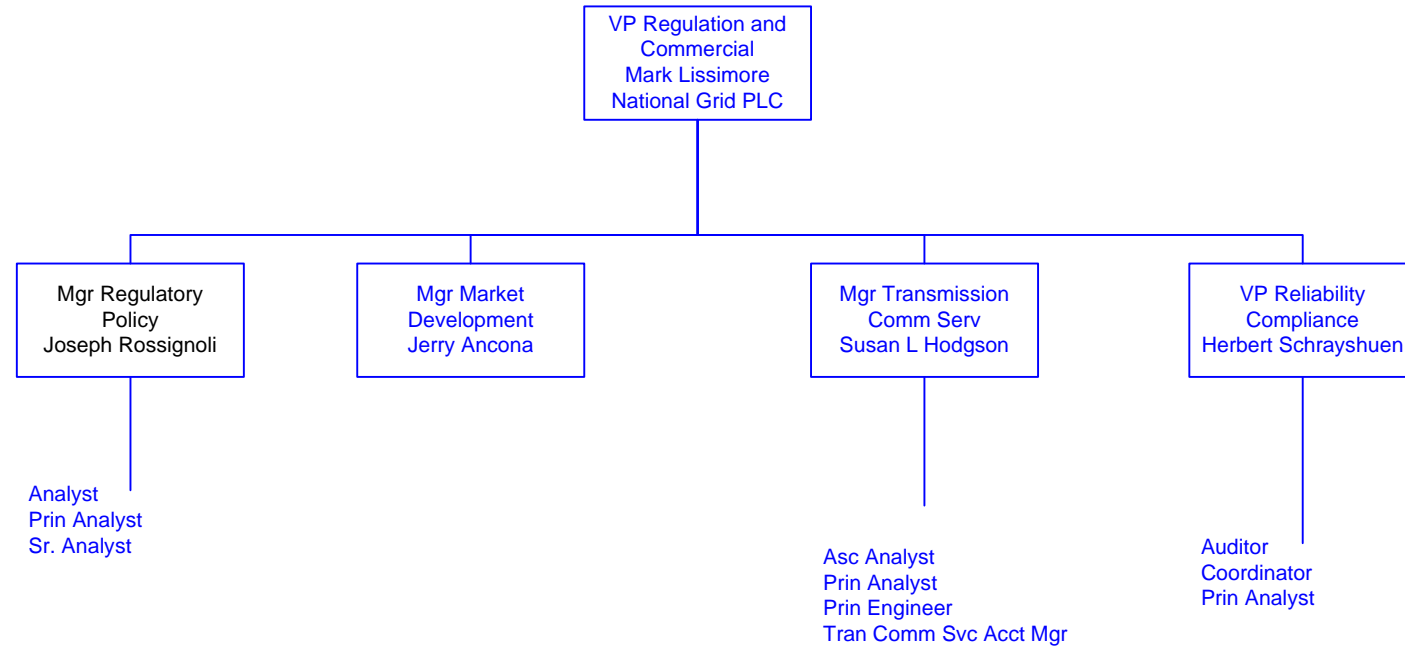 VP Regulation and
Commercial
Mark Lissimore
National Grid PLC
Mgr Regulatory
Policy
Joseph Rossignoli
Mgr Market
Development
Jerry Ancona
Mgr Transmission
Comm Serv
Susan L Hodgson
VP Reliability
Compliance
Herbert Schrayshuen
Analyst
Prin Analyst
Sr. Analyst
Asc Analyst
Prin Analyst
Prin Engineer
Tran Comm Svc Acct Mgr
Auditor
Coordinator
Prin Analyst